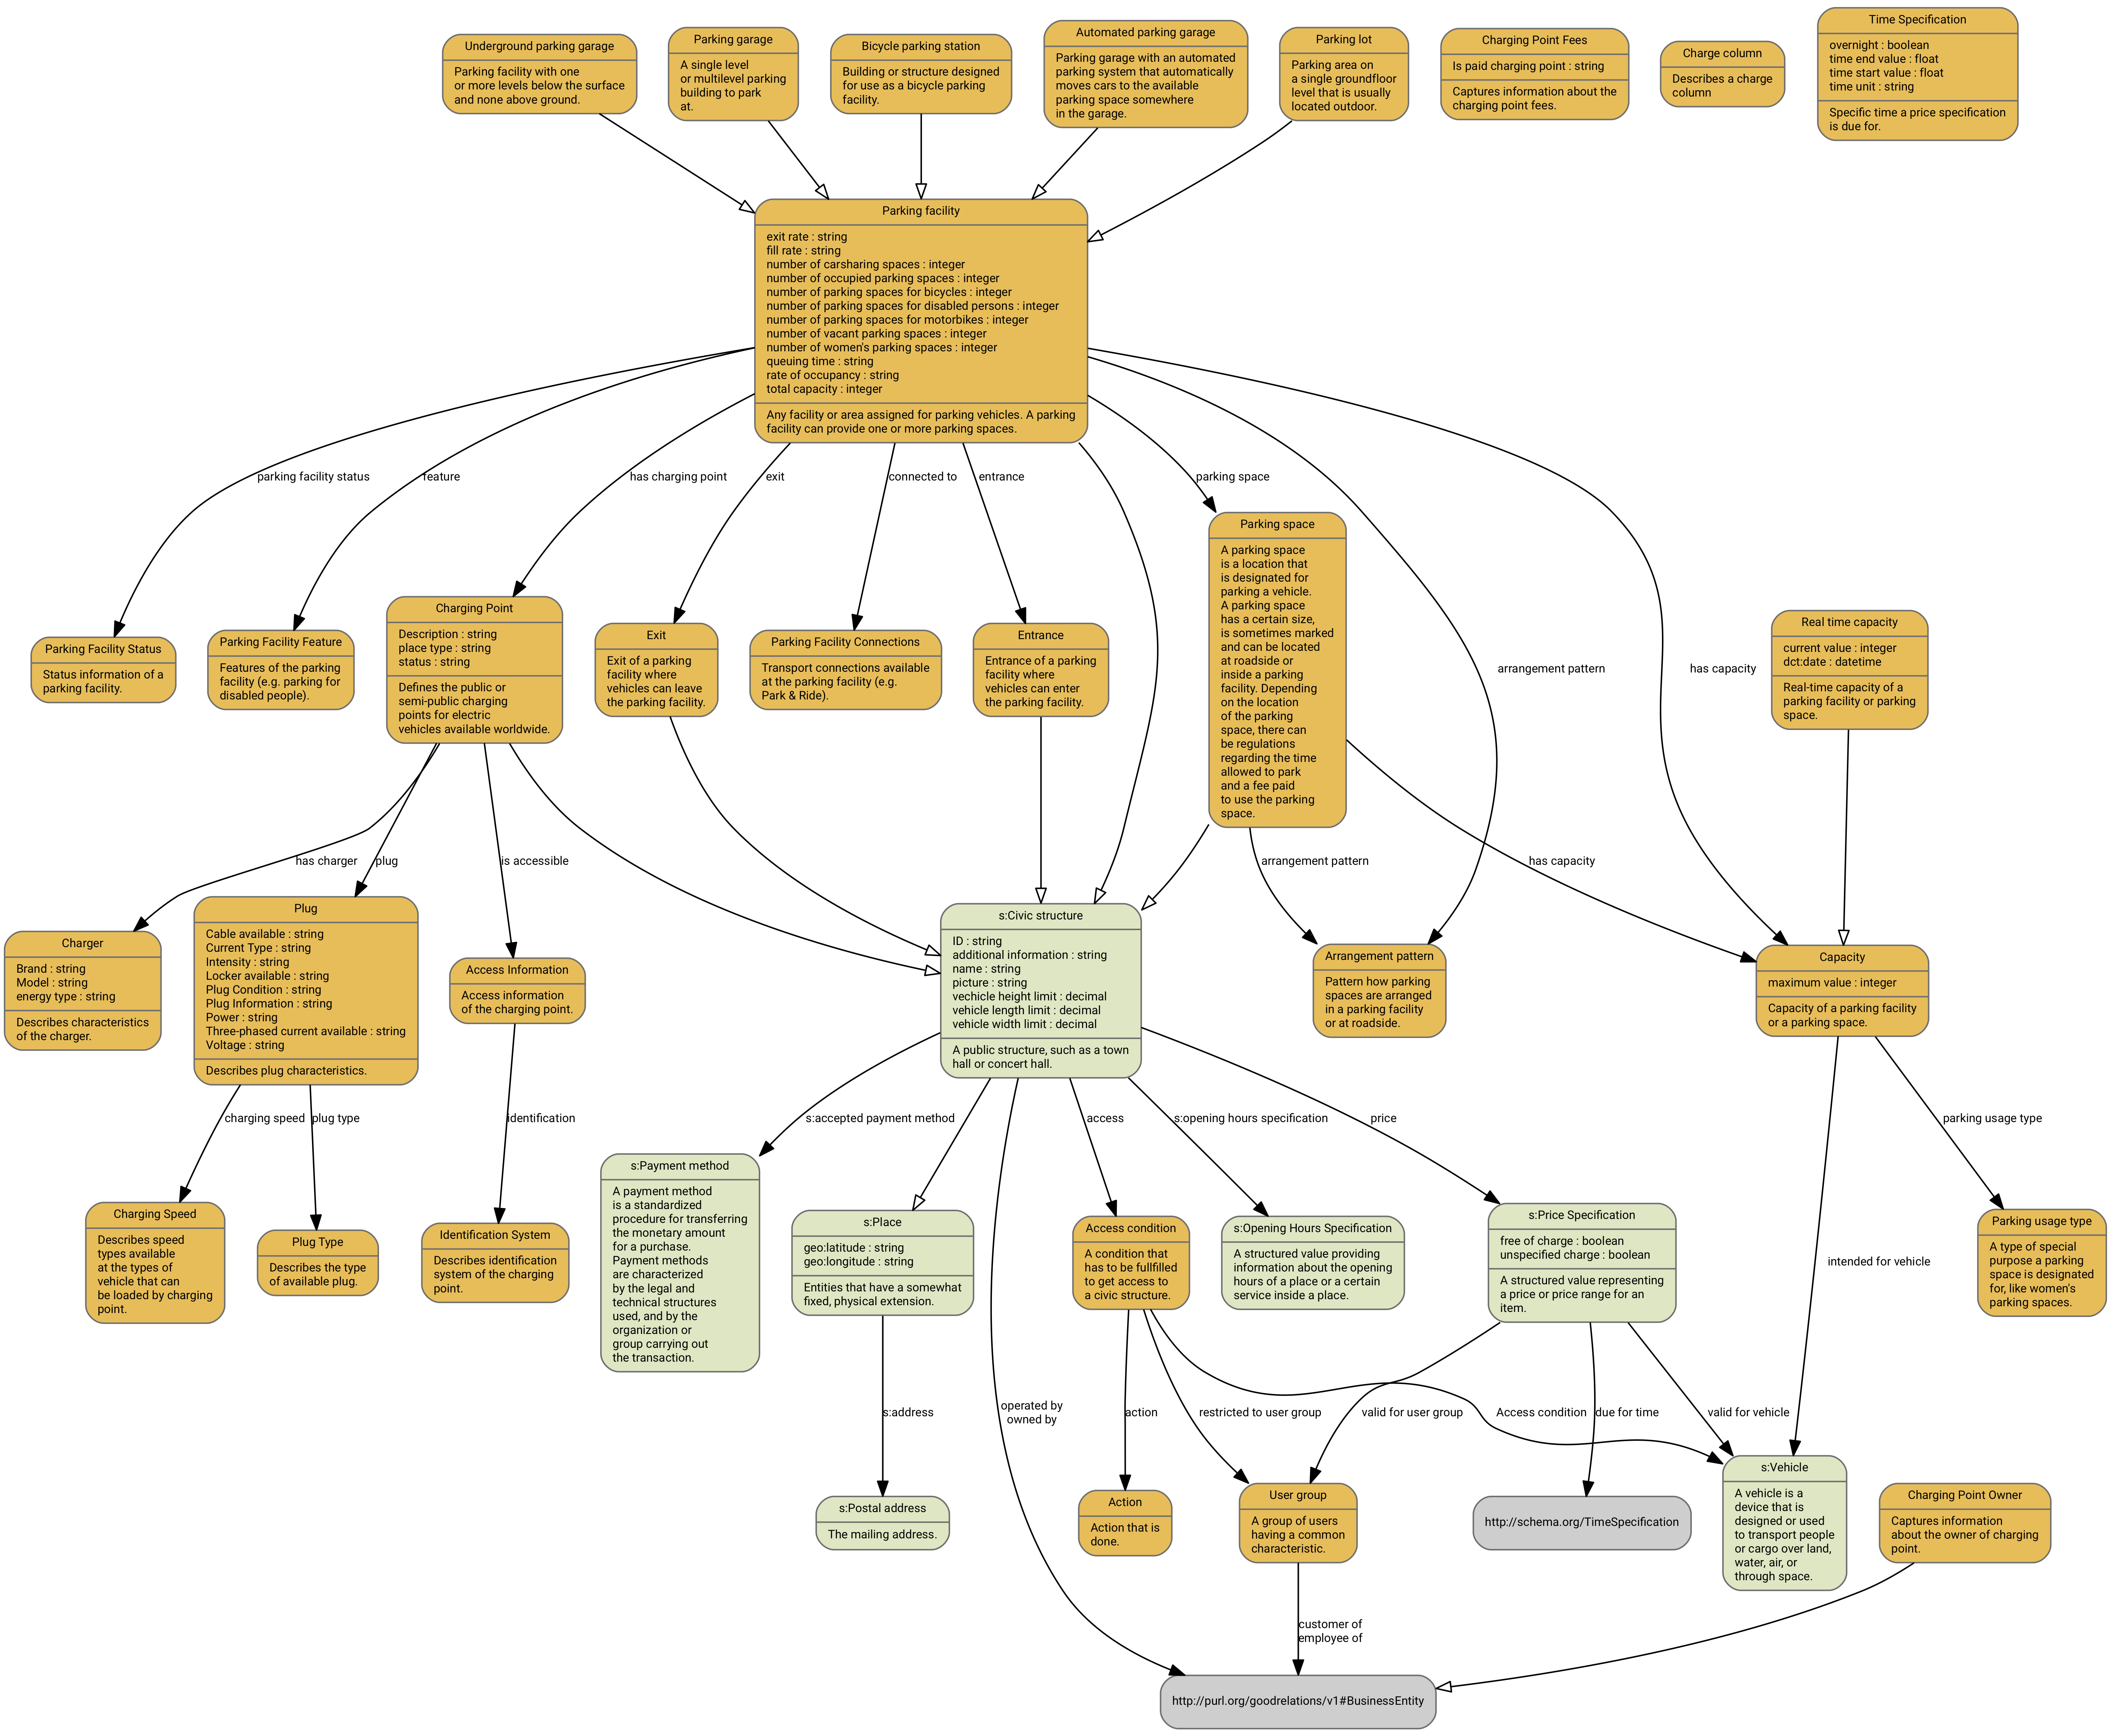 Underground parking garage
Parking facility with one
or more levels below the surface
and none above ground.
Parking garage
A single level
or multilevel parking
building to park
at.
Bicycle parking station
Building or structure designed
for use as a bicycle parking
facility.
Automated parking garage
Parking garage with an automated
parking system that automatically
moves cars to the available
parking space somewhere
in the garage.
Parking lot
Parking area on
a single groundfloor
level that is usually
located outdoor.
Charging Point Fees
Is paid charging point : string
Captures information about the
charging point fees.
Charge column
Describes a charge
column
Time Specification
overnight : boolean
time end value : float
time start value : float
time unit : string
Specific time a price specification
is due for.
Parking facility
exit rate : string
fill rate : string
number of carsharing spaces : integer
number of occupied parking spaces : integer
number of parking spaces for bicycles : integer
number of parking spaces for disabled persons : integer
number of parking spaces for motorbikes : integer
number of vacant parking spaces : integer
number of women's parking spaces : integer
queuing time : string
rate of occupancy : string
total capacity : integer
Any facility or area assigned for parking vehicles. A parking
facility can provide one or more parking spaces.
parking facility status
feature
has charging point
exit
connected to
entrance
parking space
arrangement pattern
has capacity
Parking Facility Status
Status information of a
parking facility.
Parking Facility Feature
Features of the parking
facility (e.g. parking for
disabled people).
Charging Point
Description : string
place type : string
status : string
Defines the public or
semi-public charging
points for electric
vehicles available worldwide.
Exit
Exit of a parking
facility where
vehicles can leave
the parking facility.
Parking Facility Connections
Transport connections available
at the parking facility (e.g.
Park & Ride).
Entrance
Entrance of a parking
facility where
vehicles can enter
the parking facility.
Parking space
A parking space
is a location that
is designated for
parking a vehicle.
A parking space
has a certain size,
is sometimes marked
and can be located
at roadside or
inside a parking
facility. Depending
on the location
of the parking
space, there can
be regulations
regarding the time
allowed to park
and a fee paid
to use the parking
space.
Real time capacity
current value : integer
dct:date : datetime
Real-time capacity of a
parking facility or parking
space.
has charger
plug
is accessible
arrangement pattern
has capacity
Charger
Brand : string
Model : string
energy type : string
Describes characteristics
of the charger.
Plug
Cable available : string
Current Type : string
Intensity : string
Locker available : string
Plug Condition : string
Plug Information : string
Power : string
Three-phased current available : string
Voltage : string
Describes plug characteristics.
Access Information
Access information
of the charging point.
s:Civic structure
ID : string
additional information : string
name : string
picture : string
vechicle height limit : decimal
vehicle length limit : decimal
vehicle width limit : decimal
A public structure, such as a town
hall or concert hall.
Arrangement pattern
Pattern how parking
spaces are arranged
in a parking facility
or at roadside.
Capacity
maximum value : integer
Capacity of a parking facility
or a parking space.
charging speed
plug type
identification
s:accepted payment method
access
s:opening hours specification
price
parking usage type
intended for vehicle
Charging Speed
Describes speed
types available
at the types of
vehicle that can
be loaded by charging
point.
Plug Type
Describes the type
of available plug.
Identification System
Describes identification
system of the charging
point.
s:Payment method
A payment method
is a standardized
procedure for transferring
the monetary amount
for a purchase.
Payment methods
are characterized
by the legal and
technical structures
used, and by the
organization or
group carrying out
the transaction.
s:Place
geo:latitude : string
geo:longitude : string
Entities that have a somewhat
fixed, physical extension.
Access condition
A condition that
has to be fullfilled
to get access to
a civic structure.
s:Opening Hours Specification
A structured value providing
information about the opening
hours of a place or a certain
service inside a place.
s:Price Specification
free of charge : boolean
unspecified charge : boolean
A structured value representing
a price or price range for an
item.
Parking usage type
A type of special
purpose a parking
space is designated
for, like women's
parking spaces.
s:address
operated by
owned by
action
restricted to user group
valid for user group
Access condition
due for time
valid for vehicle
s:Postal address
The mailing address.
Action
Action that is
done.
User group
A group of users
having a common
characteristic.
http://schema.org/TimeSpecification
s:Vehicle
A vehicle is a
device that is
designed or used
to transport people
or cargo over land,
water, air, or
through space.
Charging Point Owner
Captures information
about the owner of charging
point.
customer of
employee of
http://purl.org/goodrelations/v1#BusinessEntity